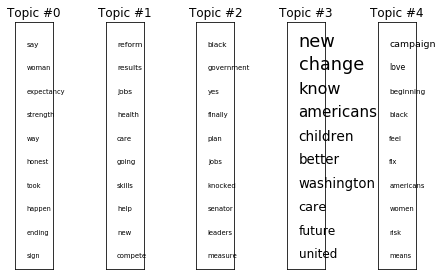 Topic #0
say
woman
expectancy
strength
way
honest
took
happen
ending
sign
Topic #1
reform
results
jobs
health
care
going
skills
help
new
compete
Topic #2
black
government
yes
finally
plan
jobs
knocked
senator
leaders
measure
Topic #3
new
change
know
americans
children
better
washington
care
future
united
Topic #4
campaign
love
beginning
black
feel
fix
americans
women
risk
means